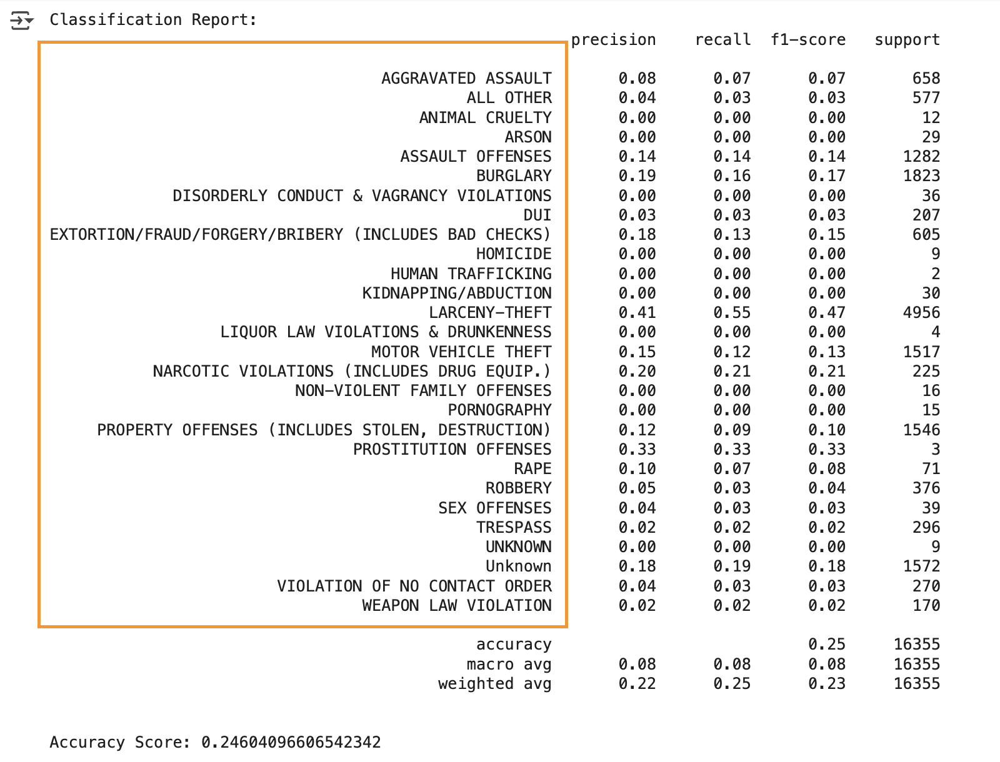 Classification Report:
precision recall f1-score support
AGGRAVATED ASSAULT 0.08 0.07 0.07 658
ALL OTHER 0.04 0.03 0.03 577
ANIMAL CRUELTY 0.00 0.00 0.00 12
ARSON 0.00 0.00 0.00 29
ASSAULT OFFENSES 0.14 0.14 0.14 1282
BURGLARY 0.19 0.16 0.17 1823
DISORDERLY CONDUCT & VAGRANCY VIOLATIONS 0.00 0.00 0.00 36
DUI 0.03 0.03 0.03 207
EXTORTION/FRAUD/FORGERY/BRIBERY (INCLUDES BAD CHECKS) 0.18 0.13 0.15 605
HOMICIDE 0.00 0.00 0.00 9
HUMAN TRAFFICKING 0.00 0.00 0.00 2
KIDNAPPING/ABDUCTION 0.00 0.00 0.00 30
LARCENY-THEFT 0.41 0.55 0.47 4956
LIQUOR LAW VIOLATIONS & DRUNKENNESS 0.00 0.00 0.00 4
MOTOR VEHICLE THEFT 0.15 0.12 0.13 1517
NARCOTIC VIOLATIONS (INCLUDES DRUG EQUIP.) 0.20 0.21 0.21 225
NON-VIOLENT FAMILY OFFENSES 0.00 0.00 0.00 16
PORNOGRAPHY 0.00 0.00 0.00 15
PROPERTY OFFENSES (INCLUDES STOLEN, DESTRUCTION) 0.12 0.09 0.10 1546
PROSTITUTION OFFENSES 0.33 0.33 0.33 3
RAPE 0.10 0.07 0.08 71
ROBBERY 0.05 0.03 0.04 376
SEX OFFENSES 0.04 0.03 0.03 39
TRESPASS 0.02 0.02 0.02 296
UNKNOWN 0.00 0.00 0.00 9
Unknown 0.18 0.19 0.18 1572
VIOLATION OF NO CONTACT ORDER 0.04 0.03 0.03 270
WEAPON LAW VIOLATION 0.02 0.02 0.02 170
accuracy 0.25 16355
macro avg 0.08 0.08 0.08 16355
weighted avg 0.22 0.25 0.23 16355
Accuracy Score: 0.24604096606542342